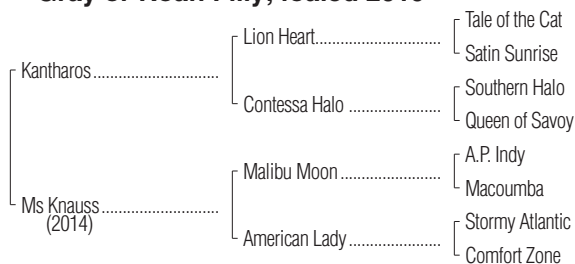 Gray or Roan Filly; foaled
Tale of the Cat
Lion Heart
Satin Sunrise
Kantharos
Southern Halo
Contessa Halo
Queen of Savoy
A.P. Indy
Malibu Moon
Macoumba
Ms Knauss
(2014)
Stormy Atlantic
American Lady
Comfort Zone